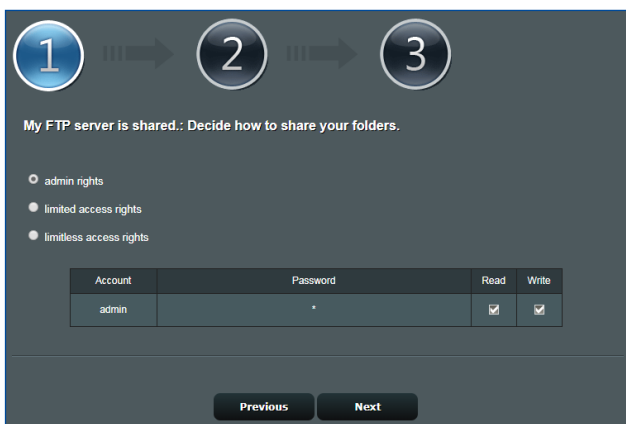 1 2 3
My FTP server is shared.: Decide how to share your folders.
admin rights
limited access rights
limitless access rights
Account Password Read Write
admin *
Previous Next